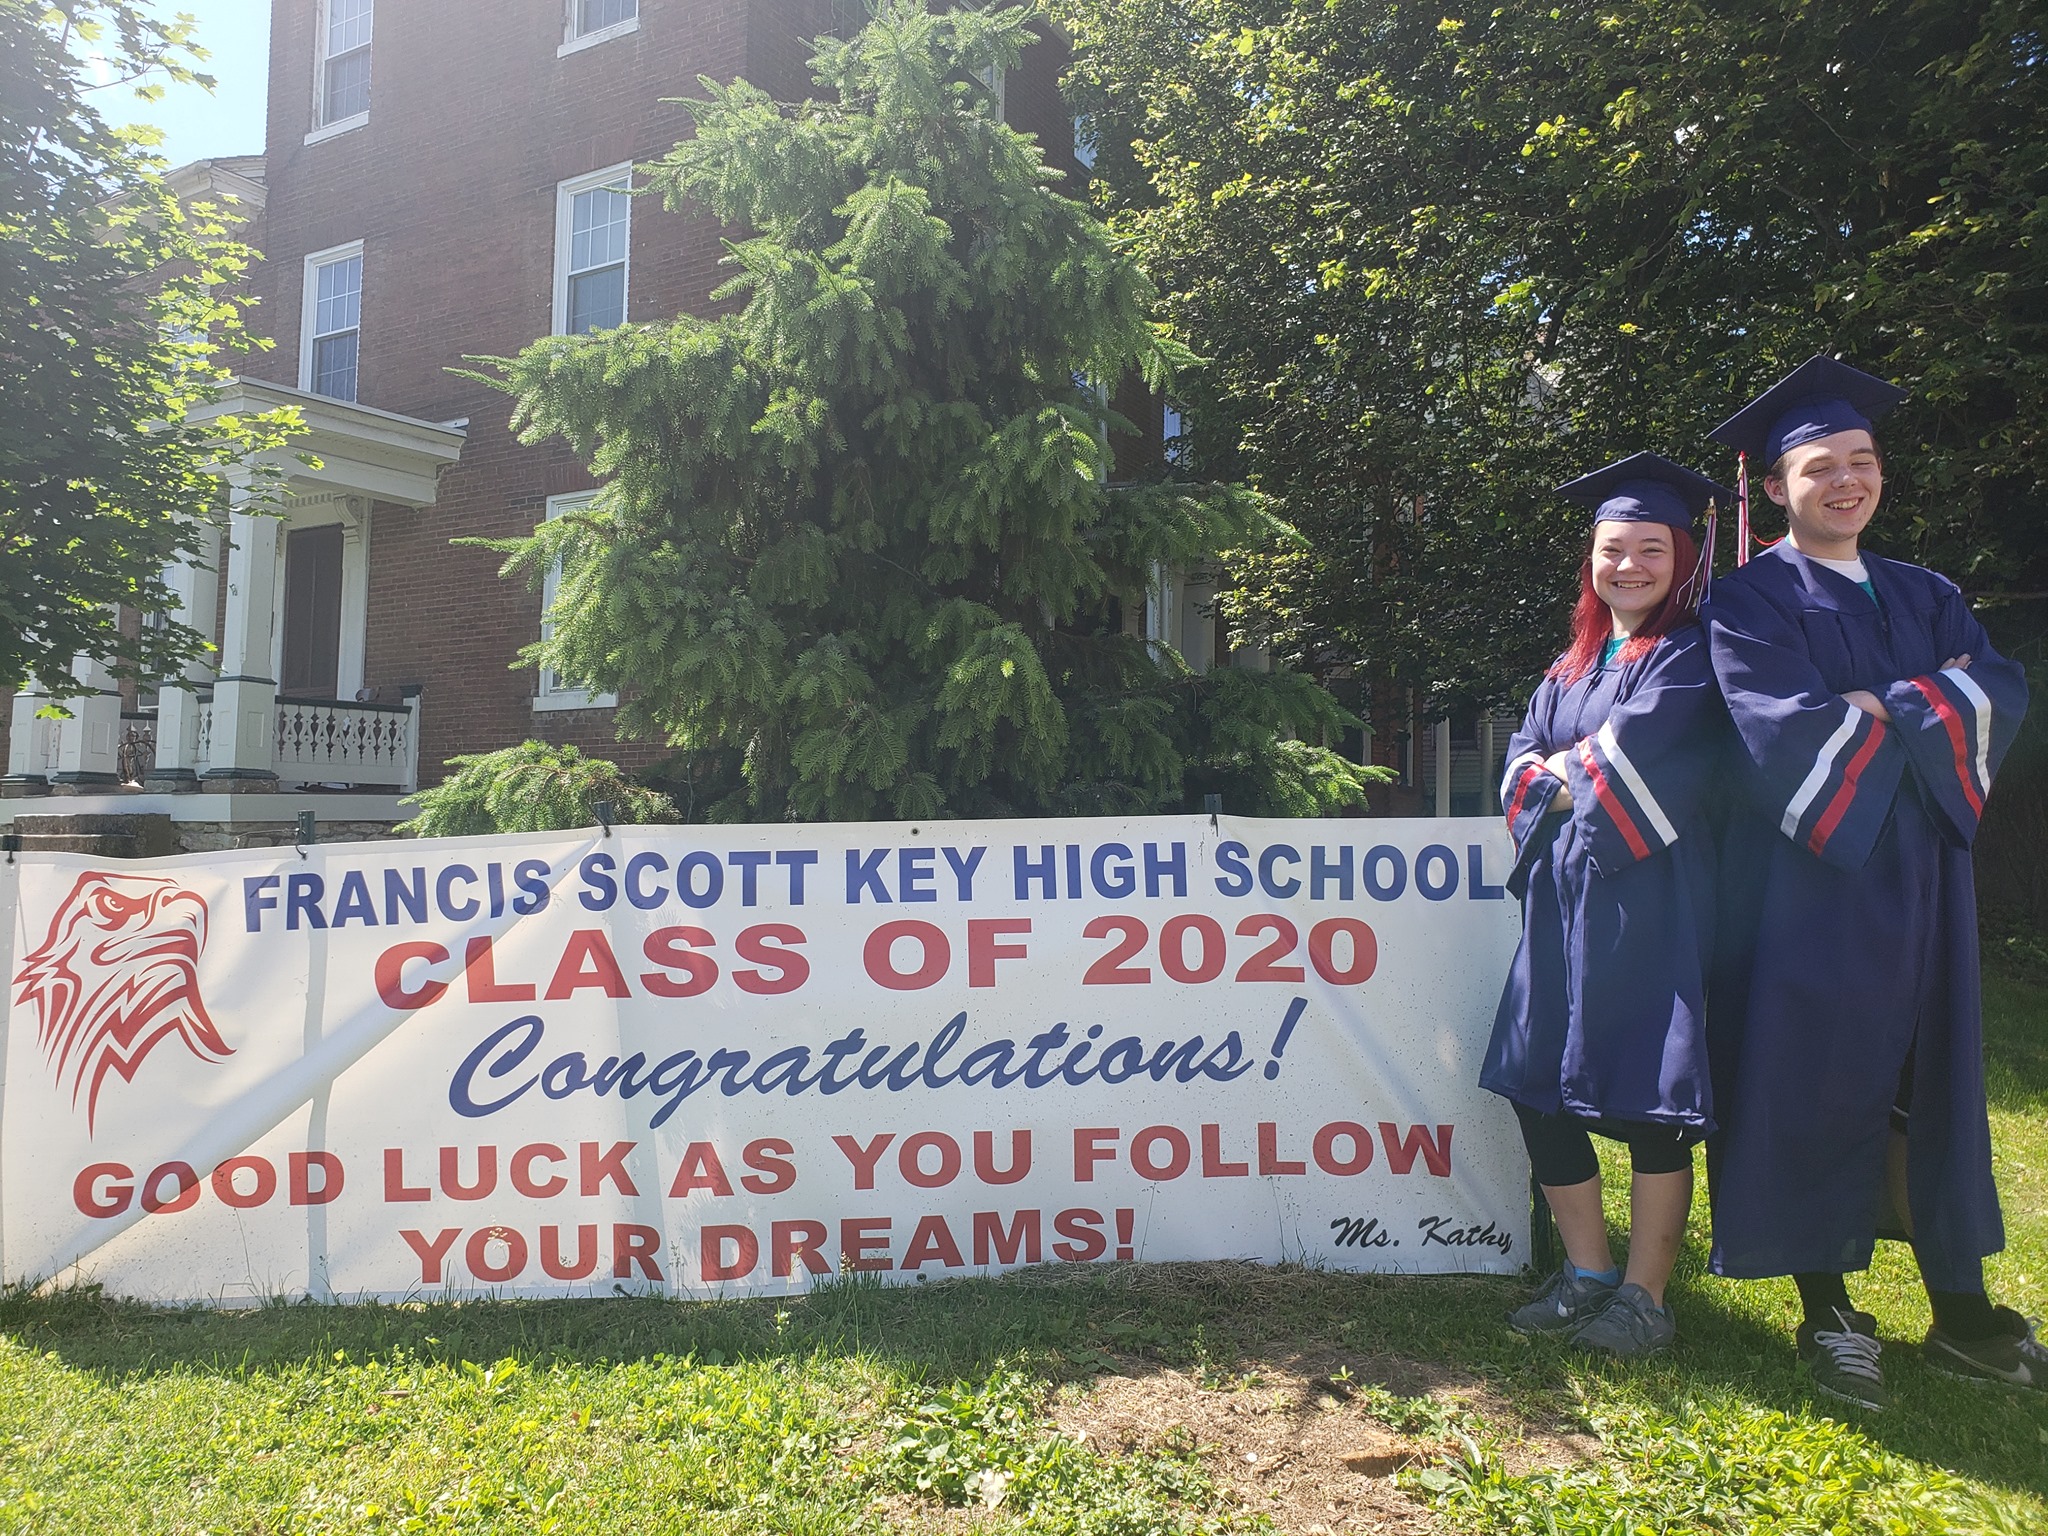 FRANCIS SCOTT KEY HIGH SCHOOL
CLASS OF 2020
Congratulations!
GOOD LUCK AS YOU FOLLOW
YOUR DREAMS!
Ms. Kathy